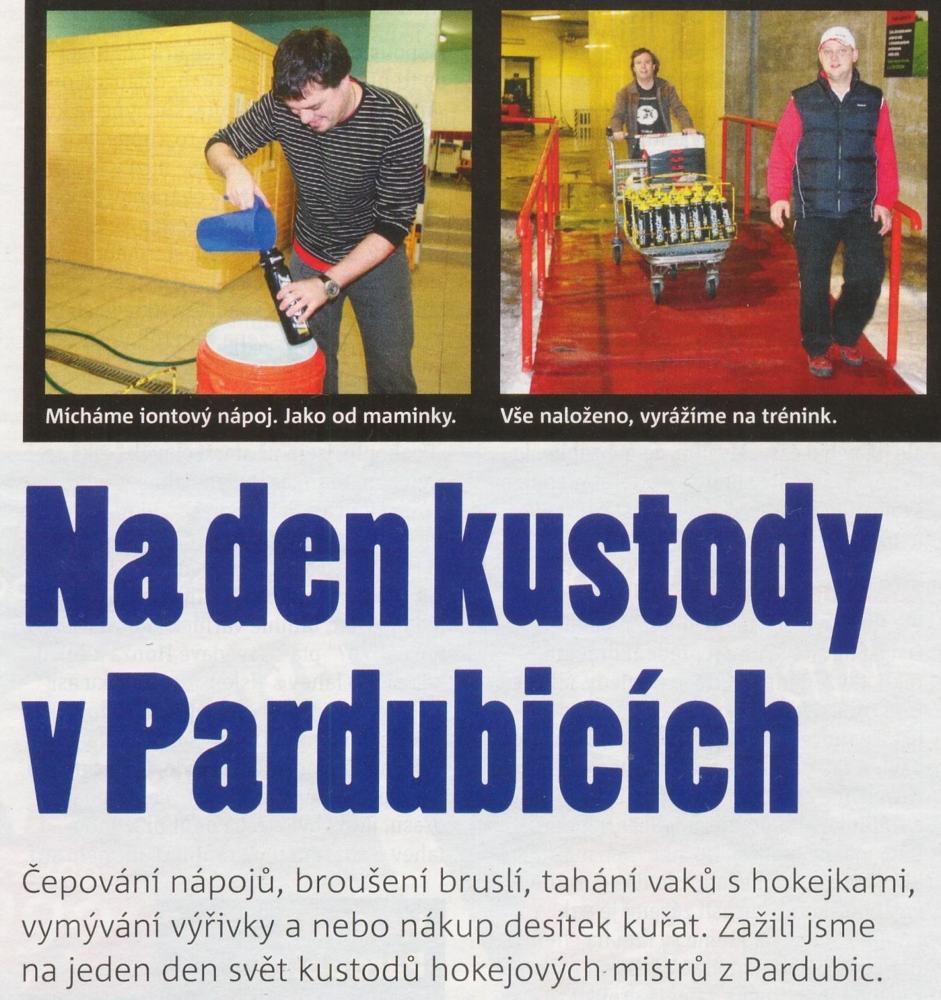 Mícháme iontový nápoj. Jako od maminky.
Vše naloženo, vyrážíme na trénink.
Na den kustody
v Pardubicích
Čepování nápojů, broušení bruslí, tahání vaků s hokejkami,
vymývání výřivky a nebo nákup desítek kuřat. Zažili jsme
na jeden den svět kustodů hokejových mistrů z Pardubic.